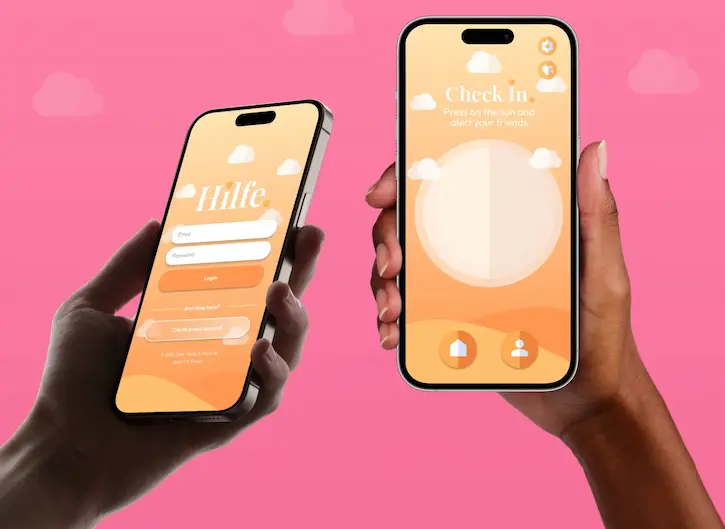 Hilfe.
Email
Password
Login
First time here?
Create a new account
Check In.
Press on the sun and
alert your friends.